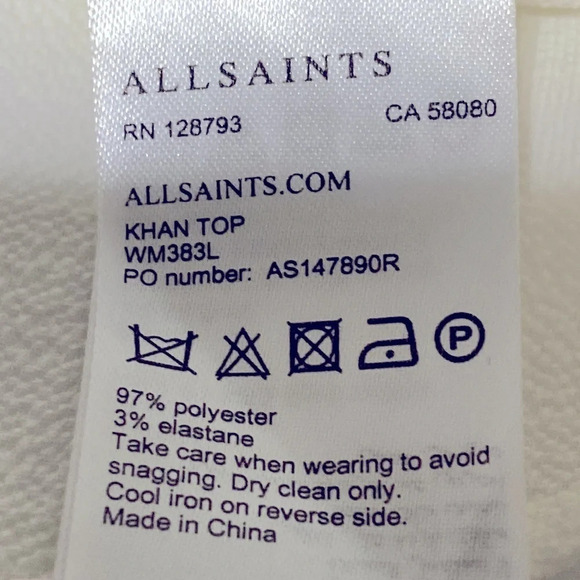 ALLSAINTS
RN 128793 CA 58080
ALLSAINTS.COM
KHAN TOP
WM383L
PO number: AS147890R
P
97% polyester
3% elastane
Take care when wearing to avoid
snagging. Dry clean only.
Cool iron on reverse side.
Made in China